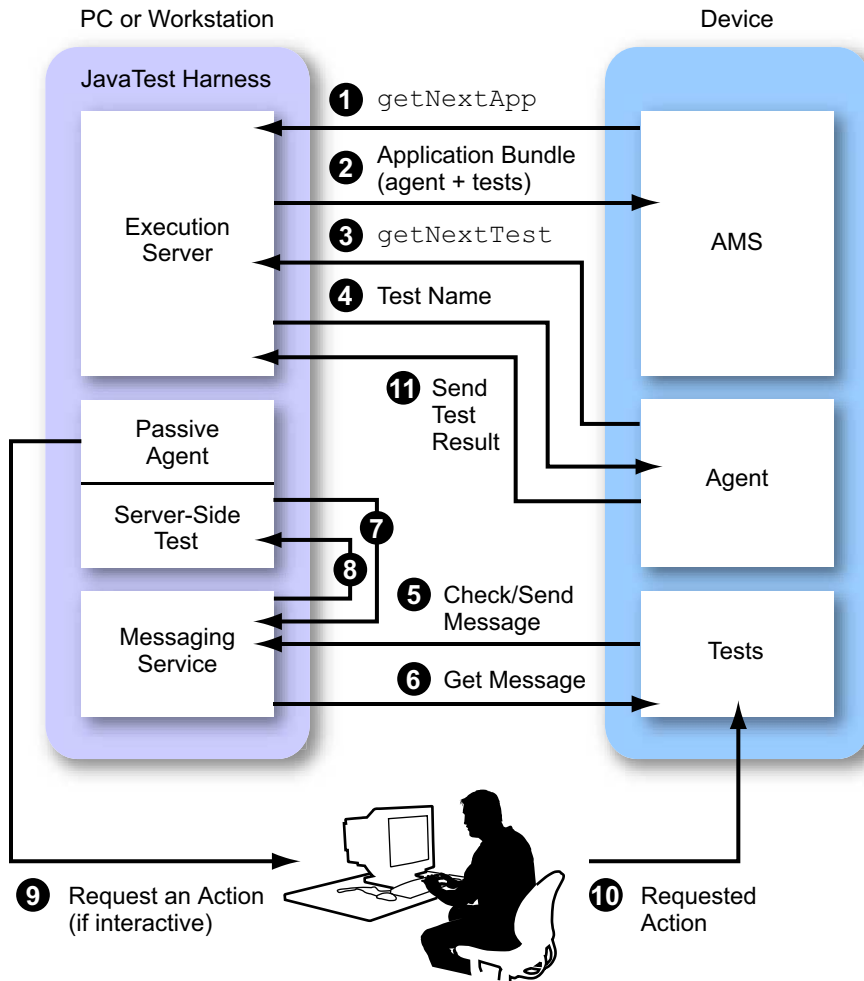 PC or Workstation
Device
JavaTest Harness
1 getNextApp
2 Application Bundle
(agent + tests)
Execution
Server
3 getNextTest
AMS
4 Test Name
11 Send
Test
Result
Passive
Agent
Agent
Server-Side
Test
7
8
5 Check/Send
Message
Messaging
Service
Tests
6 Get Message
9 Request an Action
(if interactive)
10 Requested
Action